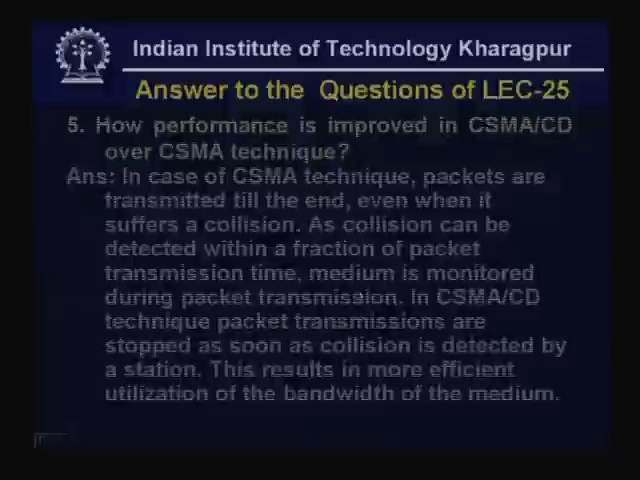 Indian Institute of Technology Kharagpur
Answer to the Questions of LEC-25
5. How performance is improved in CSMA/CD
over CSMA technique?
Ans: In case of CSMA technique, packets are
transmitted till the end, even when it
suffers a collision. As collision can be
detected within a fraction of packet
transmission time, medium is monitored
during packet transmission. In CSMA/CD
technique packet transmissions are
stopped as soon as collision is detected by
a station. This results in more efficient
utilization of the bandwidth of the medium.